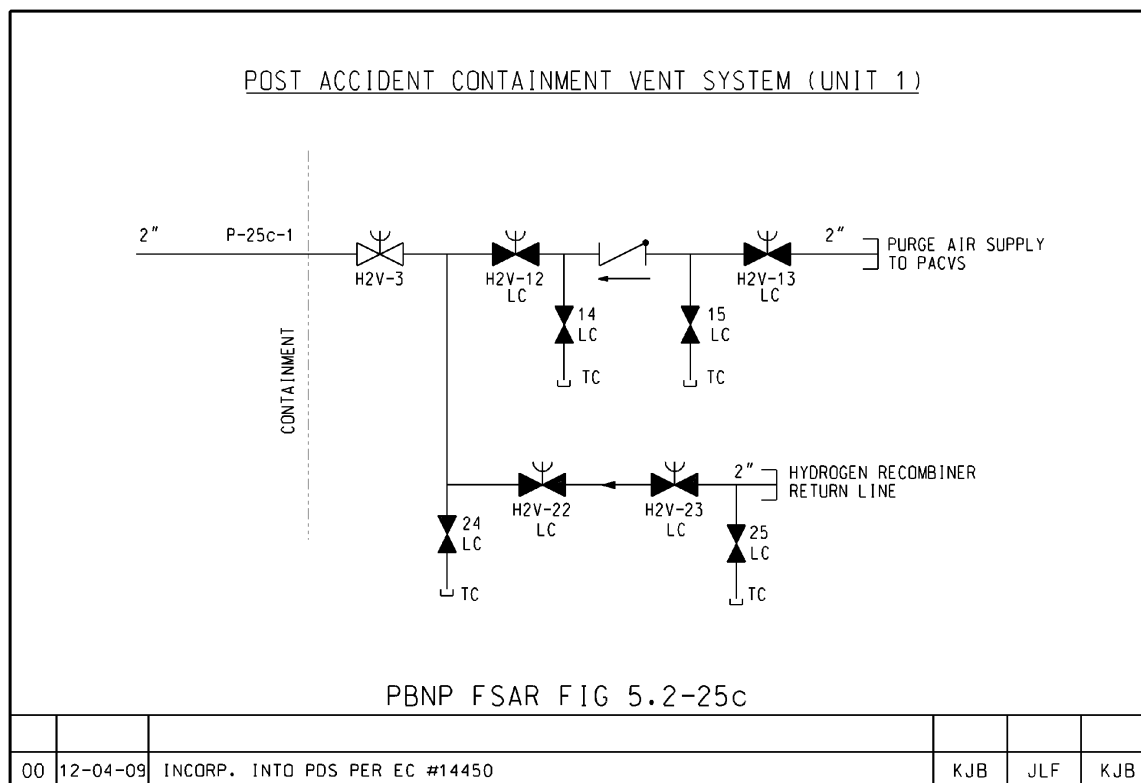 POST ACCIDENT CONTAINMENT VENT SYSTEM (UNIT 1)
2" P-25c-1
H2V-3
H2V-12
LC
H2V-13
LC
2"
PURGE AIR SUPPLY
TO PACVS
14
LC
TC
15
LC
TC
CONTAINMENT
H2V-22
LC
H2V-23
LC
2"
HYDROGEN RECOMBINER
RETURN LINE
24
LC
TC
25
LC
TC
PBNP FSAR FIG 5.2-25c
00 12-04-09 INCORP. INTO PDS PER EC #14450 KJB JLF KJB